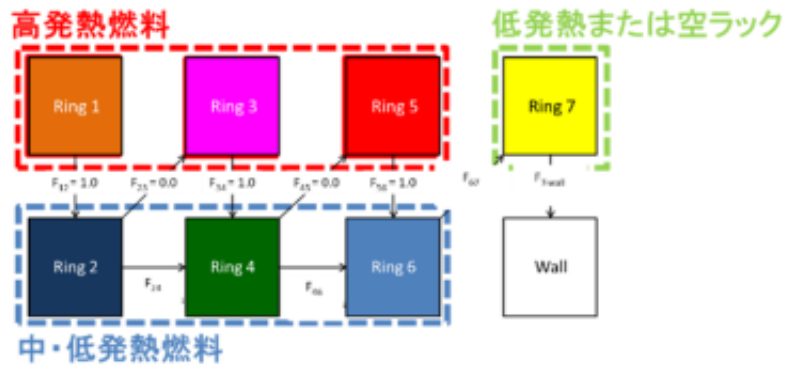 高発熱燃料 低発熱または空ラック
Ring 1 Ring 3 Ring 5 Ring 7
F12 = 1.0 F23 = 0.0 F34 = 1.0 F45 = 0.0 F56 = 1.0 F67 F7wall
Ring 2 Ring 4 Ring 6 Wall
F24 F46
中・低発熱燃料